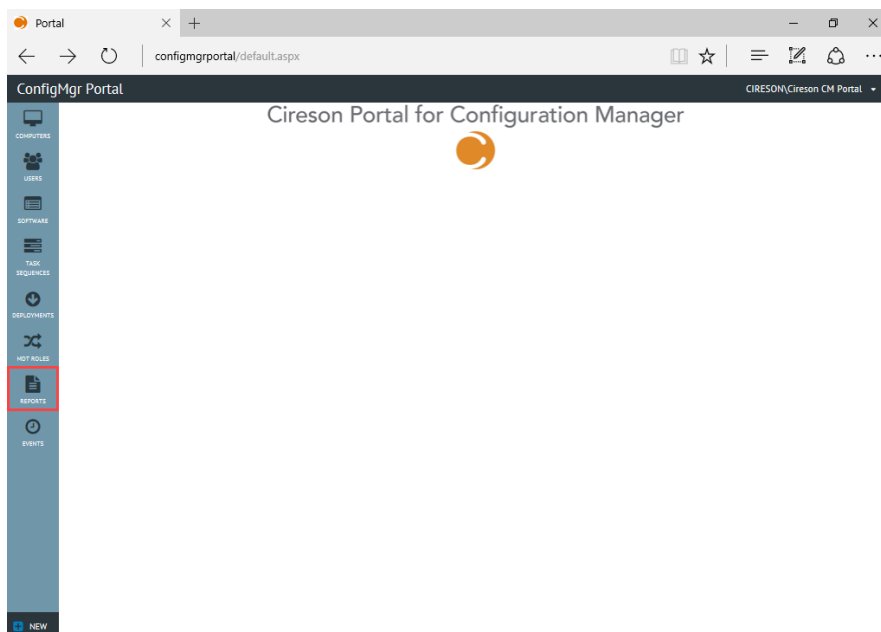 Portal
configmgrportal/default.aspx
ConfigMgr Portal
CIRESON\Cireson CM Portal
Cireson Portal for Configuration Manager
COMPUTERS
USERS
SOFTWARE
TASK
SEQUENCES
DEPLOYMENTS
MDT ROLES
REPORTS
EVENTS
NEW